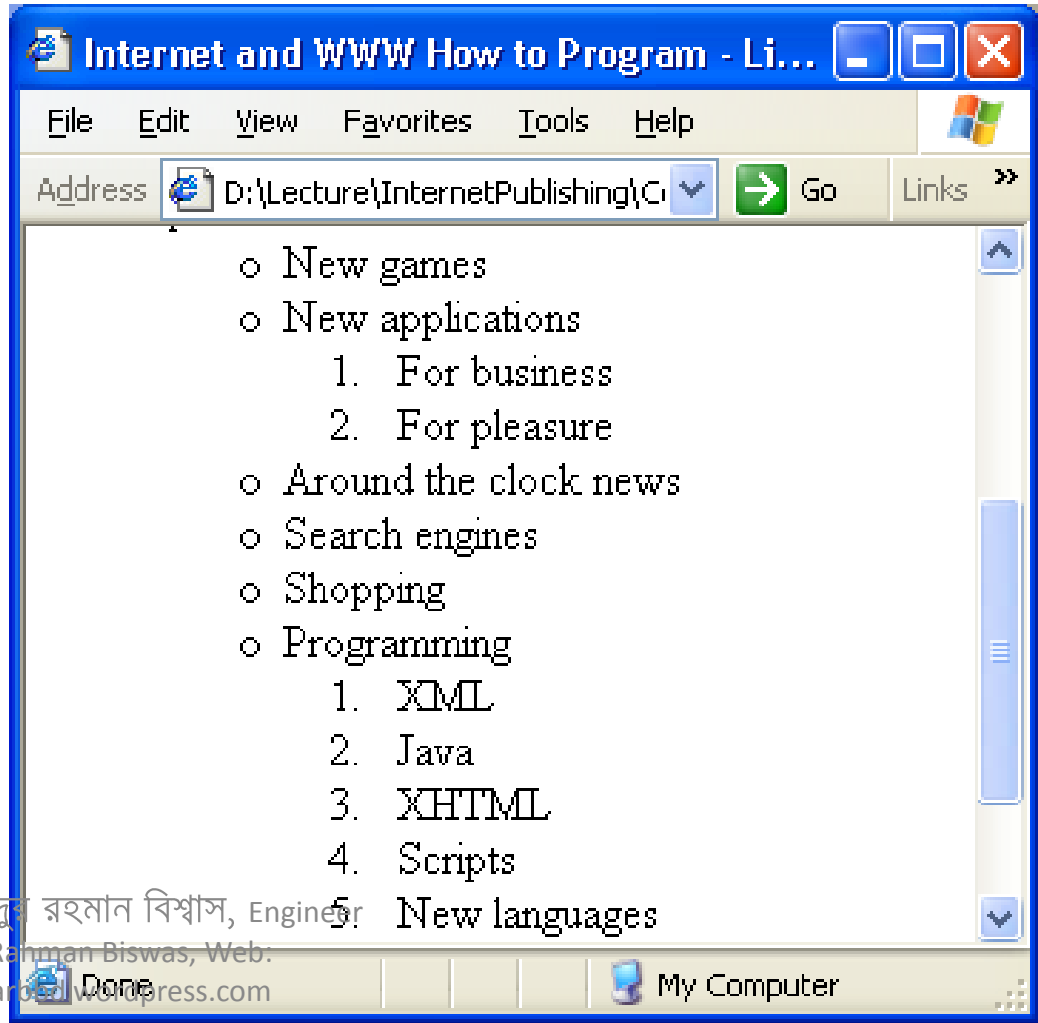 Internet and WWW How to Program - Li...
File Edit View Favorites Tools Help
Address D:\Lecture\InternetPublishing\C Go Links »
o New games
o New applications
1. For business
2. For pleasure
o Around the clock news
o Search engines
o Shopping
o Programming
1. XML
2. Java
3. XHTML
4. Scripts
5. New languages
রহমান বিশ্বাস, Engineer
Rahman Biswas, Web:
wordpress.com
Done My Computer